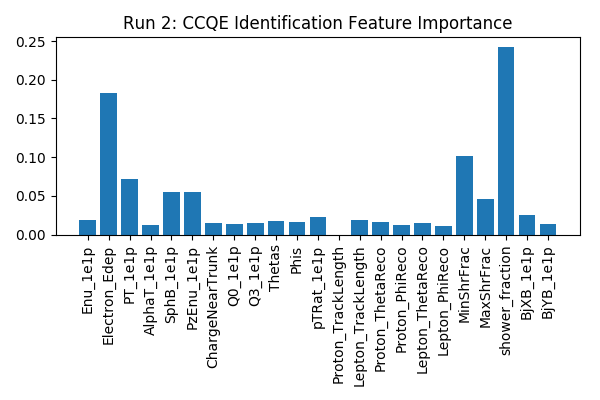 Run 2: CCQE Identification Feature Importance
0.25
0.20
0.15
0.10
0.05
0.00
Enu_1e1p
Electron_Edep
PT_1e1p
AlphaT_1e1p
SphB_1e1p
PzEnu_1e1p
ChargeNearTrunk
Q0_1e1p
Q3_1e1p
Thetas
Phis
pTRat_1e1p
Proton_TrackLength
Lepton_TrackLength
Proton_ThetaReco
Proton_PhiReco
Lepton_ThetaReco
Lepton_PhiReco
MinShrFrac
MaxShrFrac
shower_fraction
BjXB_1e1p
BjYB_1e1p